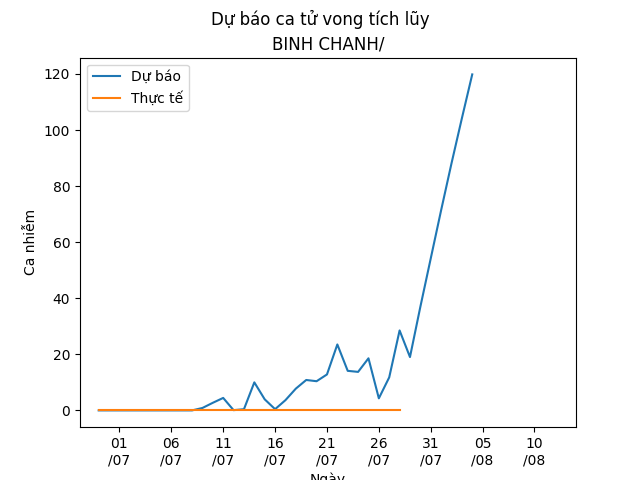 Dự báo ca tử vong tích lũy
BINH CHANH/
Dự báo
Thực tế
Ca nhiễm
120
100
80
60
40
20
0
01 06 11 16 21 26 31 05 10
/07 /07 /07 /07 /07 /07 /07 /08 /08
Ngày